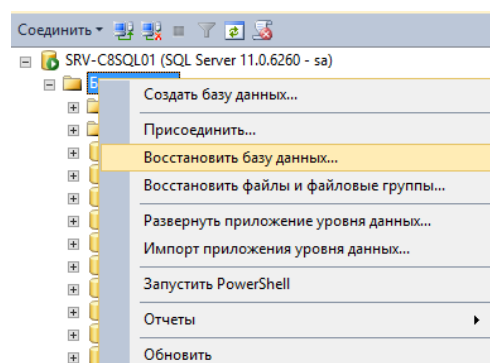 Соединить
SRV-C8SQL01 (SQL Server 11.0.6260 - sa)
Создать базу данных...
Присоединить...
Восстановить базу данных...
Восстановить файлы и файловые группы...
Развернуть приложение уровня данных...
Импорт приложения уровня данных...
Запустить PowerShell
Отчеты
Обновить